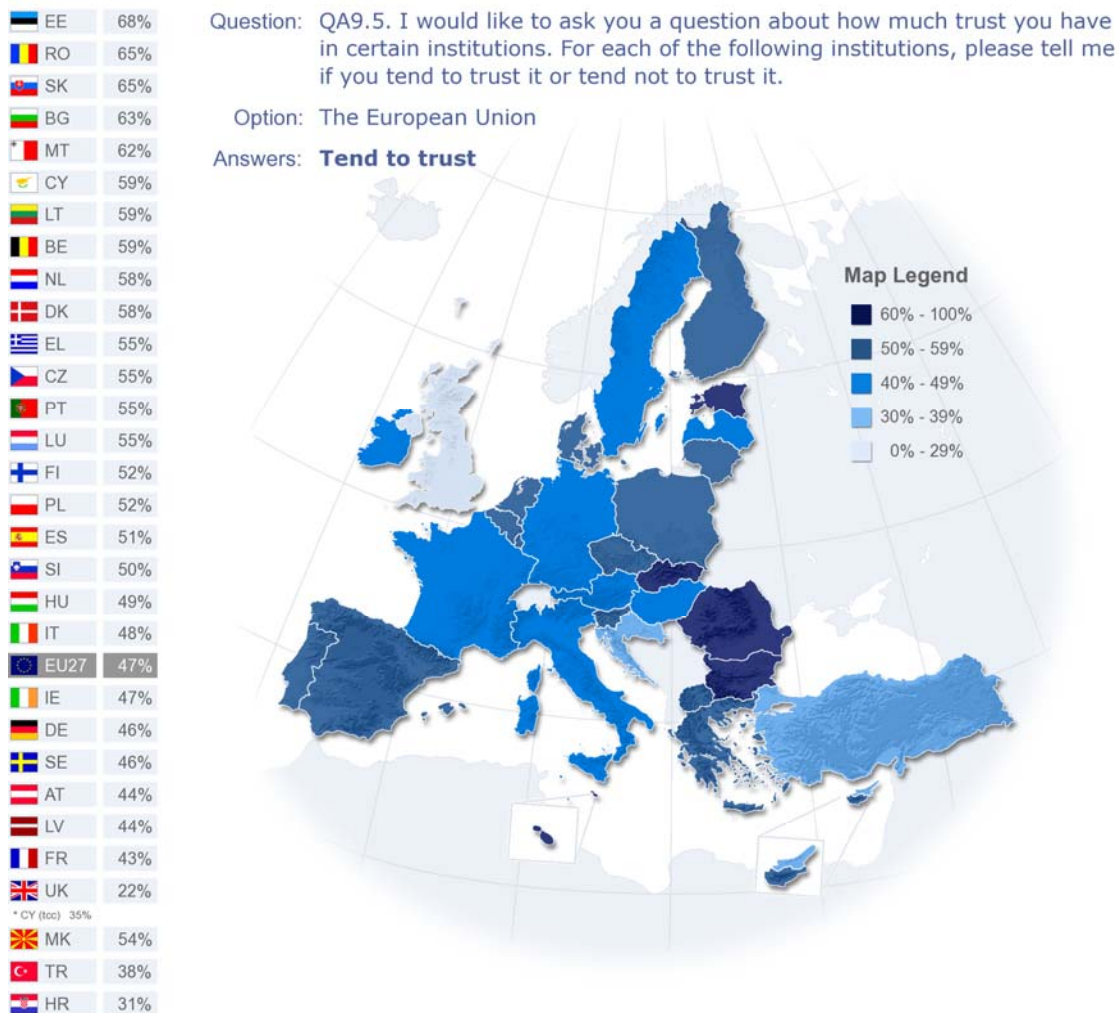 Question: QA9.5. I would like to ask you a question about how much trust you have
in certain institutions. For each of the following institutions, please tell me
if you tend to trust it or tend not to trust it.
Option: The European Union
Answers: Tend to trust
EE 68%
RO 65%
SK 65%
BG 63%
MT 62%
CY 59%
LT 59%
BE 59%
NL 58%
DK 58%
EL 55%
CZ 55%
PT 55%
LU 55%
FI 52%
PL 52%
ES 51%
SI 50%
HU 49%
IT 48%
EU27 47%
IE 47%
DE 46%
SE 46%
AT 44%
LV 44%
FR 43%
UK 22%
* CY (tcc) 35%
MK 54%
TR 38%
HR 31%
Map Legend
60% - 100%
50% - 59%
40% - 49%
30% - 39%
0% - 29%